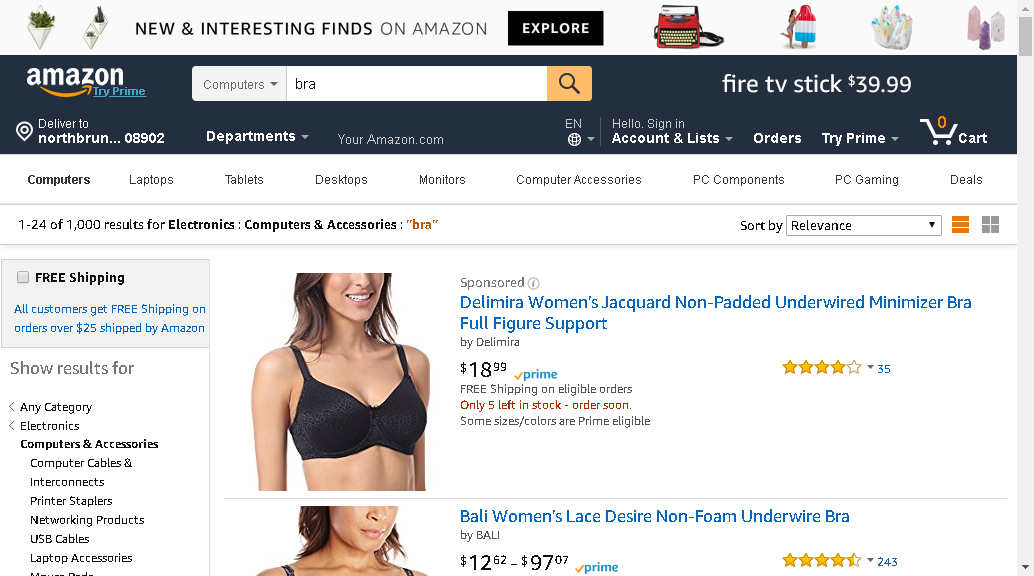 NEW & INTERESTING FINDS ON AMAZON EXPLORE
amazon
Try Prime
Computers bra
fire tv stick $39.99
Deliver to
northbrun... 08902
Departments
Your Amazon.com
EN
Hello. Sign in
Account & Lists
Orders
Try Prime
0
Cart
Computers Laptops Tablets Desktops Monitors Computer Accessories PC Components PC Gaming Deals
1-24 of 1,000 results for Electronics : Computers & Accessories : "bra"
Sort by Relevance
FREE Shipping
All customers get FREE Shipping on
orders over $25 shipped by Amazon
Show results for
Any Category
Electronics
Computers & Accessories
Computer Cables &
Interconnects
Printer Staplers
Networking Products
USB Cables
Laptop Accessories
Mouse Pads
Sponsored
Delimira Women's Jacquard Non-Padded Underwired Minimizer Bra
Full Figure Support
by Delimira
$18 99 prime
35
FREE Shipping on eligible orders
Only 5 left in stock - order soon.
Some sizes/colors are Prime eligible
Bali Women's Lace Desire Non-Foam Underwire Bra
by BALI
$12 62 - $97 07 prime
243